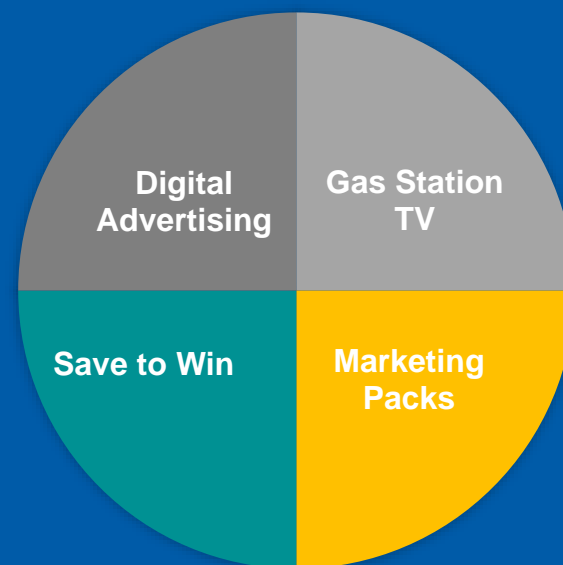 Digital
Advertising
Gas Station
TV
Save to Win
Marketing
Packs